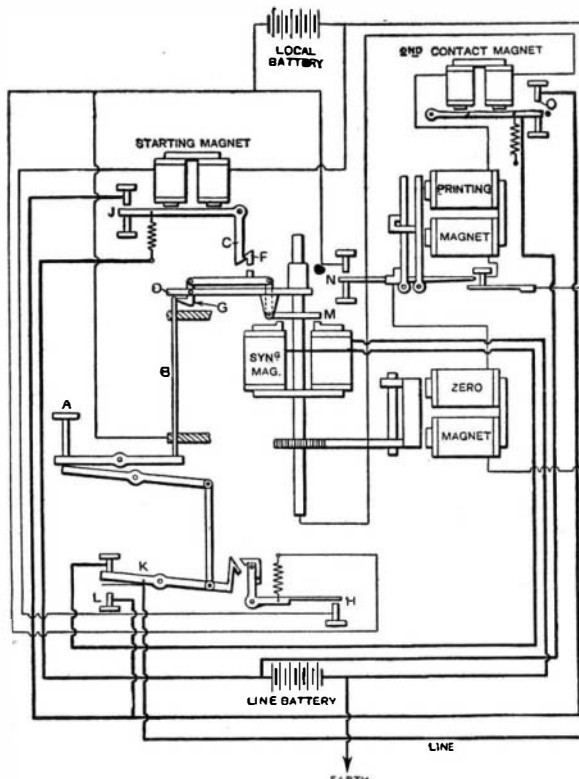 LOCAL
BATTERY
2ND CONTACT MAGNET
O
STARTING MAGNET
PRINTING
MAGNET
J
C
F
N
D
G
M
B
SYNG
MAG.
ZERO
MAGNET
A
K
L
H
LINE BATTERY
LINE
EARTH